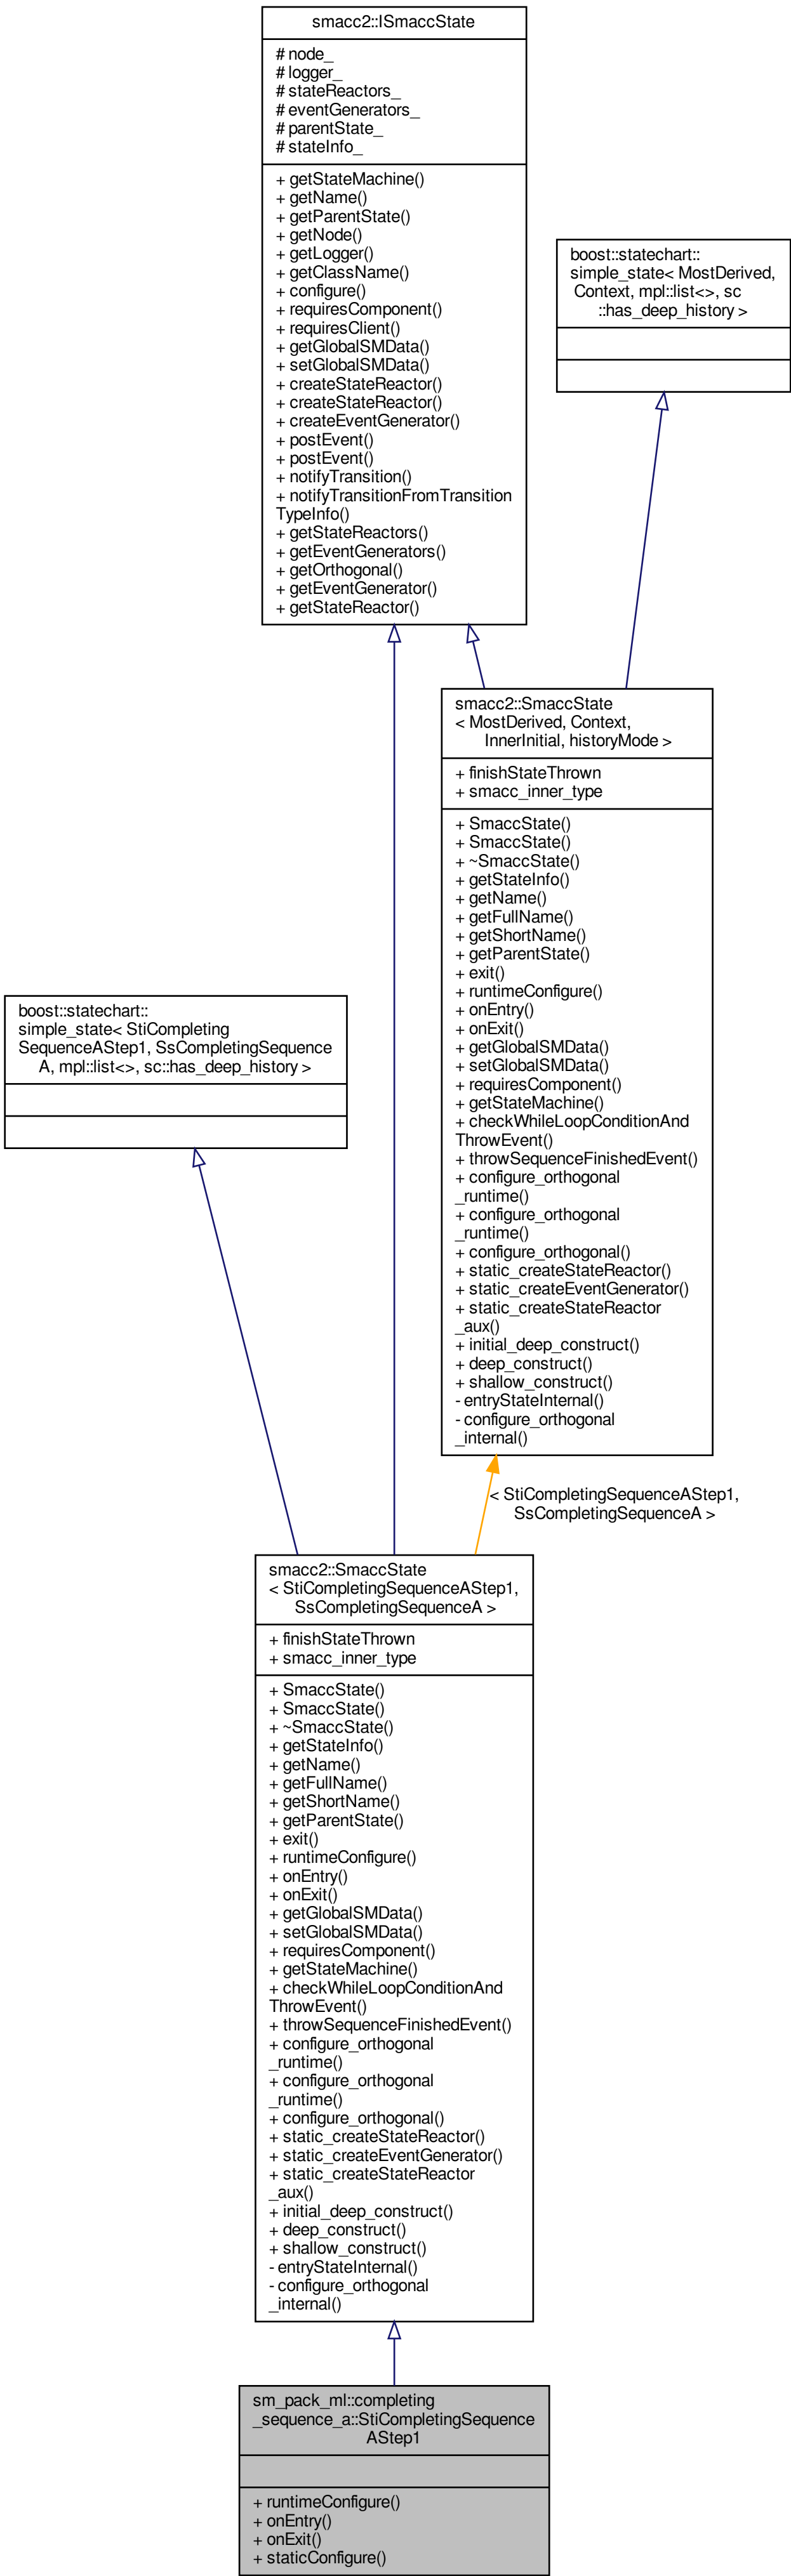 smacc2::ISmaccState
# node_
# logger_
# stateReactors_
# eventGenerators_
# parentState_
# stateInfo_
+ getStateMachine()
+ getName()
+ getParentState()
+ getNode()
+ getLogger()
+ getClassName()
+ configure()
+ requiresComponent()
+ requiresClient()
+ getGlobalSMData()
+ setGlobalSMData()
+ createStateReactor()
+ createStateReactor()
+ createEventGenerator()
+ postEvent()
+ postEvent()
+ notifyTransition()
+ notifyTransitionFromTransition
TypeInfo()
+ getStateReactors()
+ getEventGenerators()
+ getOrthogonal()
+ getEventGenerator()
+ getStateReactor()
boost::statechart::
simple_state< MostDerived,
Context, mpl::list<>, sc
::has_deep_history >
smacc2::SmaccState
< MostDerived, Context,
InnerInitial, historyMode >
+ finishStateThrown
+ smacc_inner_type
+ SmaccState()
+ SmaccState()
+ ~SmaccState()
+ getStateInfo()
+ getName()
+ getFullName()
+ getShortName()
+ getParentState()
+ exit()
+ runtimeConfigure()
+ onEntry()
+ onExit()
+ getGlobalSMData()
+ setGlobalSMData()
+ requiresComponent()
+ getStateMachine()
+ checkWhileLoopConditionAnd
ThrowEvent()
+ throwSequenceFinishedEvent()
+ configure_orthogonal
_runtime()
+ configure_orthogonal
_runtime()
+ configure_orthogonal()
+ static_createStateReactor()
+ static_createEventGenerator()
+ static_createStateReactor
_aux()
+ initial_deep_construct()
+ deep_construct()
+ shallow_construct()
- entryStateInternal()
- configure_orthogonal
_internal()
boost::statechart::
simple_state< StiCompleting
SequenceAStep1, SsCompletingSequence
A, mpl::list<>, sc::has_deep_history >
< StiCompletingSequenceAStep1,
SsCompletingSequenceA >
smacc2::SmaccState
< StiCompletingSequenceAStep1,
SsCompletingSequenceA >
+ finishStateThrown
+ smacc_inner_type
+ SmaccState()
+ SmaccState()
+ ~SmaccState()
+ getStateInfo()
+ getName()
+ getFullName()
+ getShortName()
+ getParentState()
+ exit()
+ runtimeConfigure()
+ onEntry()
+ onExit()
+ getGlobalSMData()
+ setGlobalSMData()
+ requiresComponent()
+ getStateMachine()
+ checkWhileLoopConditionAnd
ThrowEvent()
+ throwSequenceFinishedEvent()
+ configure_orthogonal
_runtime()
+ configure_orthogonal
_runtime()
+ configure_orthogonal()
+ static_createStateReactor()
+ static_createEventGenerator()
+ static_createStateReactor
_aux()
+ initial_deep_construct()
+ deep_construct()
+ shallow_construct()
- entryStateInternal()
- configure_orthogonal
_internal()
sm_pack_ml::completing
_sequence_a::StiCompletingSequence
AStep1
+ runtimeConfigure()
+ onEntry()
+ onExit()
+ staticConfigure()